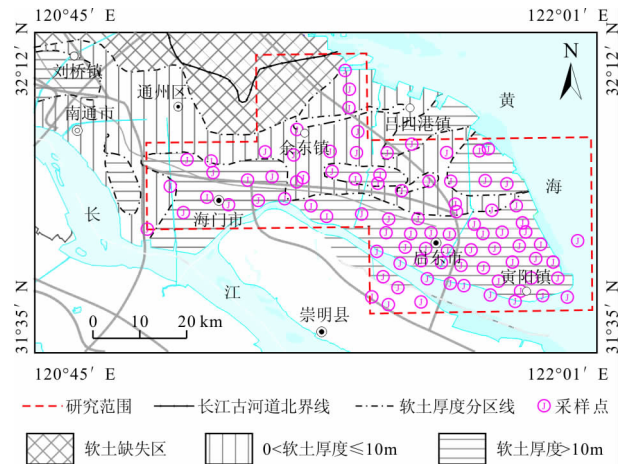 120°45′ E 122°01′ E
32°12′ N
32°12′ N
N
刘桥镇
通州区
黄
南通市
吕四港镇
余东镇
海
长
海门市
启东市
寅阳镇
江
崇明县
0 10 20 km
31°35′ N
31°35′ N
120°45′ E 122°01′ E
研究范围 长江古河道北界线 软土厚度分区线 采样点
软土缺失区 0<软土厚度≤10m 软土厚度>10m